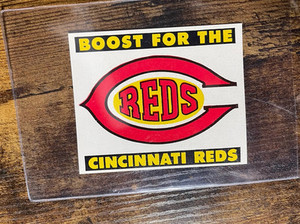 BOOST FOR THE
REDS
CINCINNATI REDS